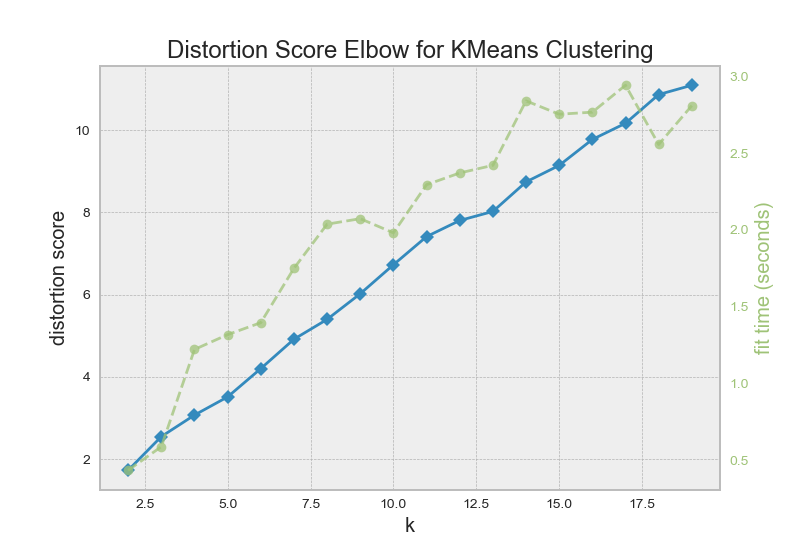 Distortion Score Elbow for KMeans Clustering
distortion score
10
8
6
4
2
2.5 5.0 7.5 10.0 12.5 15.0 17.5
k
3.0
2.5
2.0
1.5
1.0
0.5
fit time (seconds)